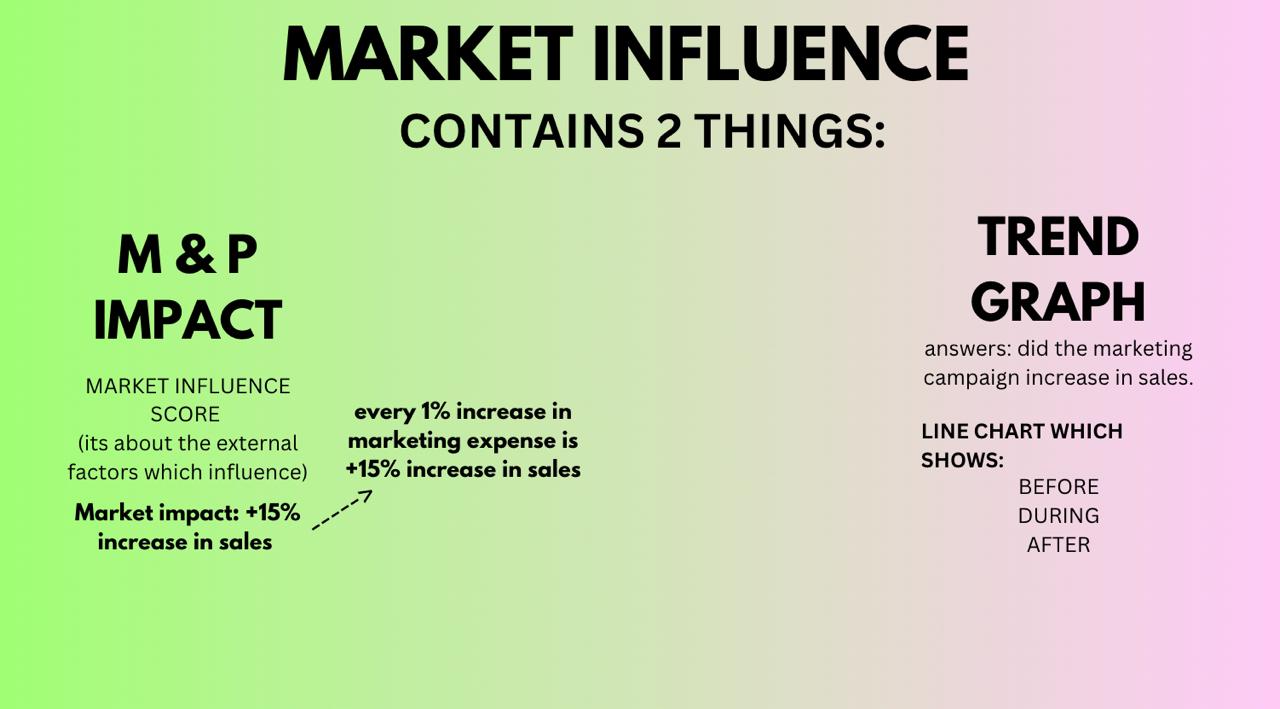 MARKET INFLUENCE
CONTAINS 2 THINGS:
M & P
IMPACT
MARKET INFLUENCE
SCORE
(its about the external
factors which influence)
Market impact: +15%
increase in sales
every 1% increase in
marketing expense is
+15% increase in sales
TREND
GRAPH
answers: did the marketing
campaign increase in sales.
LINE CHART WHICH
SHOWS:
BEFORE
DURING
AFTER